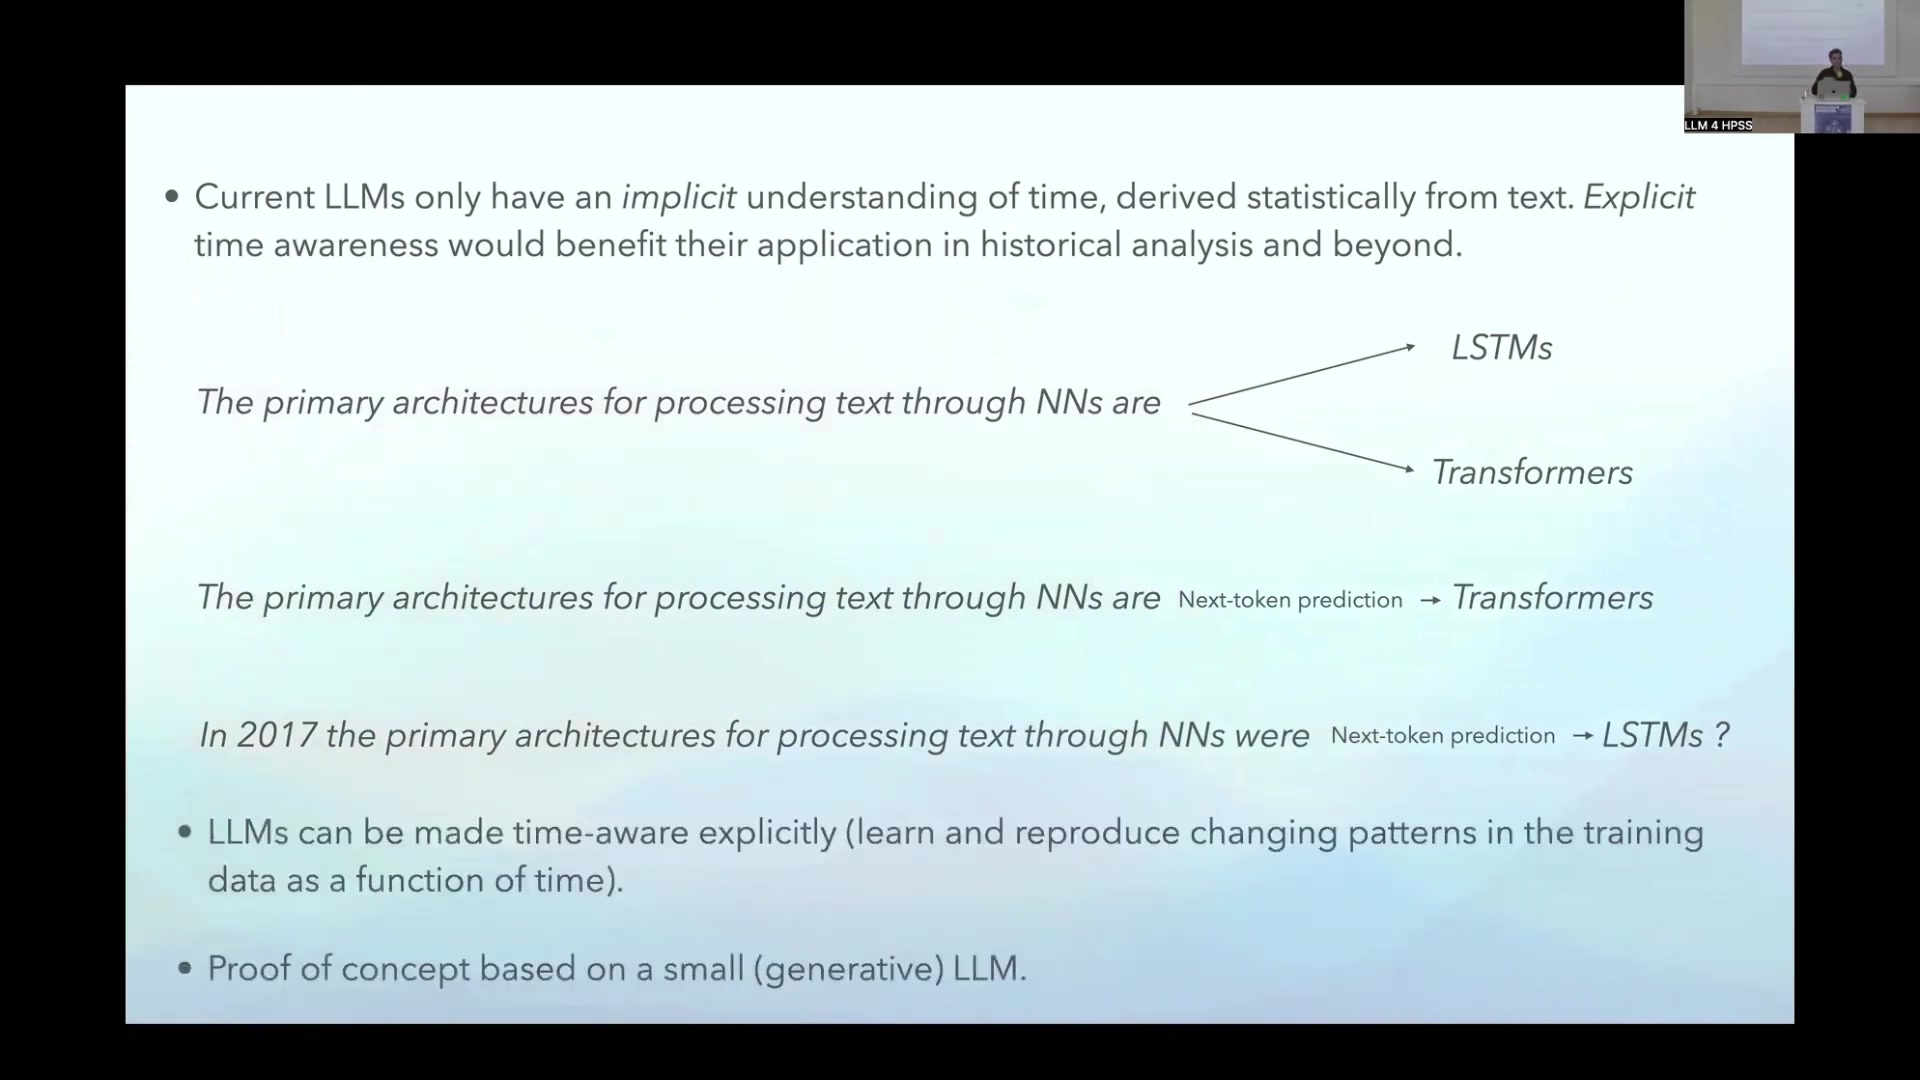 LLM 4 HPSS
• Current LLMs only have an implicit understanding of time, derived statistically from text. Explicit
time awareness would benefit their application in historical analysis and beyond.
LSTMs
The primary architectures for processing text through NNs are
Transformers
The primary architectures for processing text through NNs are Next-token prediction → Transformers
In 2017 the primary architectures for processing text through NNs were Next-token prediction → LSTMs ?
• LLMs can be made time-aware explicitly (learn and reproduce changing patterns in the training
data as a function of time).
• Proof of concept based on a small (generative) LLM.